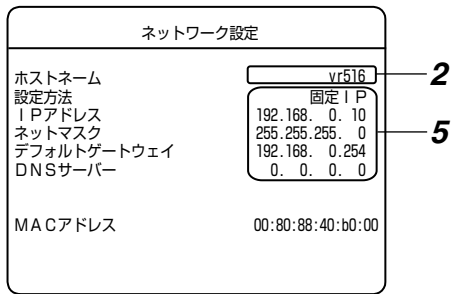 ネットワーク設定
ホストネーム vr516 2
設定方法 固定ＩＰ
ＩＰアドレス 192.168. 0. 10
ネットマスク 255.255.255. 0 5
デフォルトゲートウェイ 192.168. 0.254
ＤＮＳサーバー 0. 0. 0. 0
ＭＡＣアドレス 00:80:88:40:b0:00